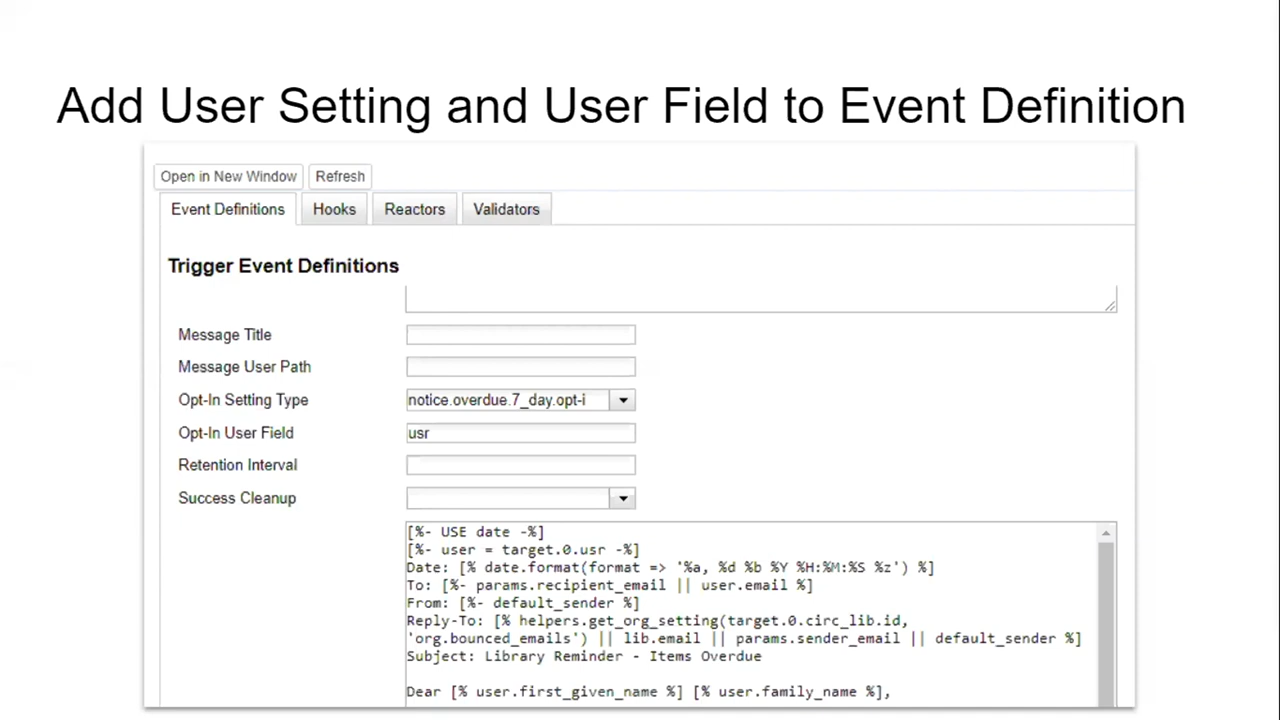 Add User Setting and User Field to Event Definition
Open in New Window Refresh
Event Definitions Hooks Reactors Validators
Trigger Event Definitions
Message Title
Message User Path
Opt-In Setting Type notice.overdue.7_day.opt-i
Opt-In User Field usr
Retention Interval
Success Cleanup
[%- USE date -%]
[%- user = target.0.usr -%]
Date: [% date.format(format => '%a, %d %b %Y %H:%M:%S %z') %]
To: [%- params.recipient_email || user.email %]
From: [%- default_sender %]
Reply-To: [% helpers.get_org_setting(target.0.circ_lib.id,
'org.bounced_emails') || lib.email || params.sender_email || default_sender %]
Subject: Library Reminder - Items Overdue
Dear [% user.first_given_name %] [% user.family_name %],